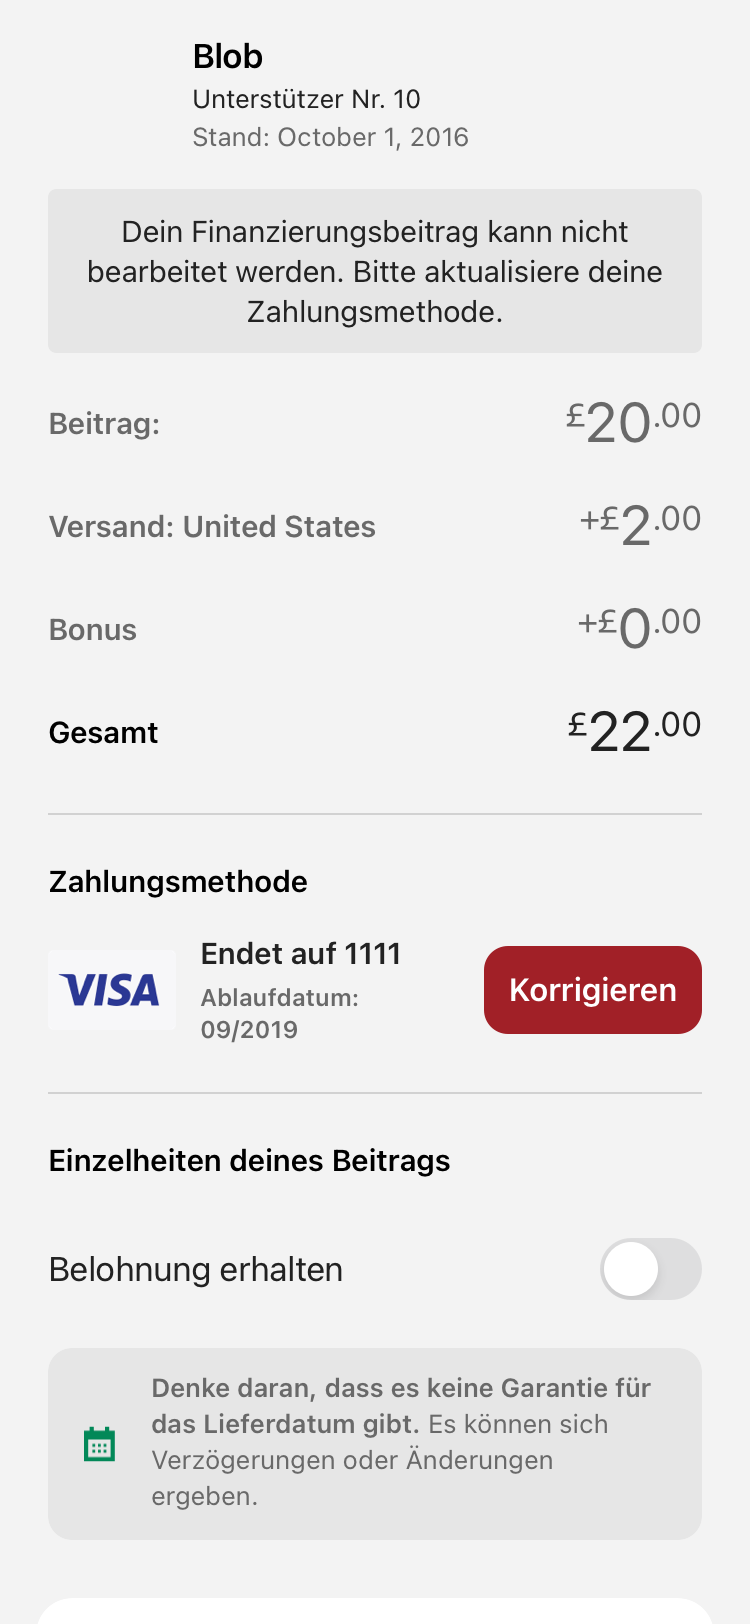 Blob
Unterstützer Nr. 10
Stand: October 1, 2016
Dein Finanzierungsbeitrag kann nicht
bearbeitet werden. Bitte aktualisiere deine
Zahlungsmethode.
Beitrag: £20.00
Versand: United States +£2.00
Bonus +£0.00
Gesamt £22.00
Zahlungsmethode
VISA
Endet auf 1111
Ablaufdatum:
09/2019
Korrigieren
Einzelheiten deines Beitrags
Belohnung erhalten
Denke daran, dass es keine Garantie für
das Lieferdatum gibt. Es können sich
Verzögerungen oder Änderungen
ergeben.